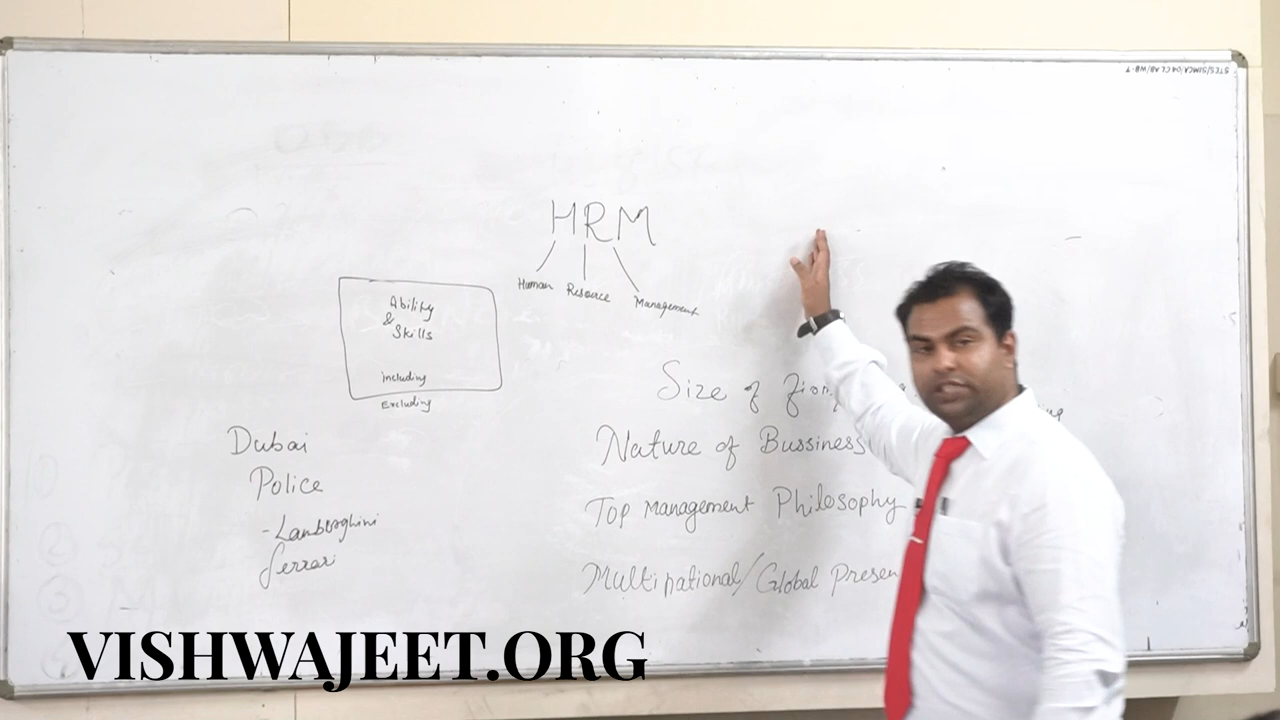 HRM
Human Resource Management
Ability
&
Skills
including
Excluding
Dubai
Police
-Lamborghini
ferrari
Size of
Nature of Bussiness
Top Management Philosophy
Multinational/Global Presen
VISHWAJEET.ORG